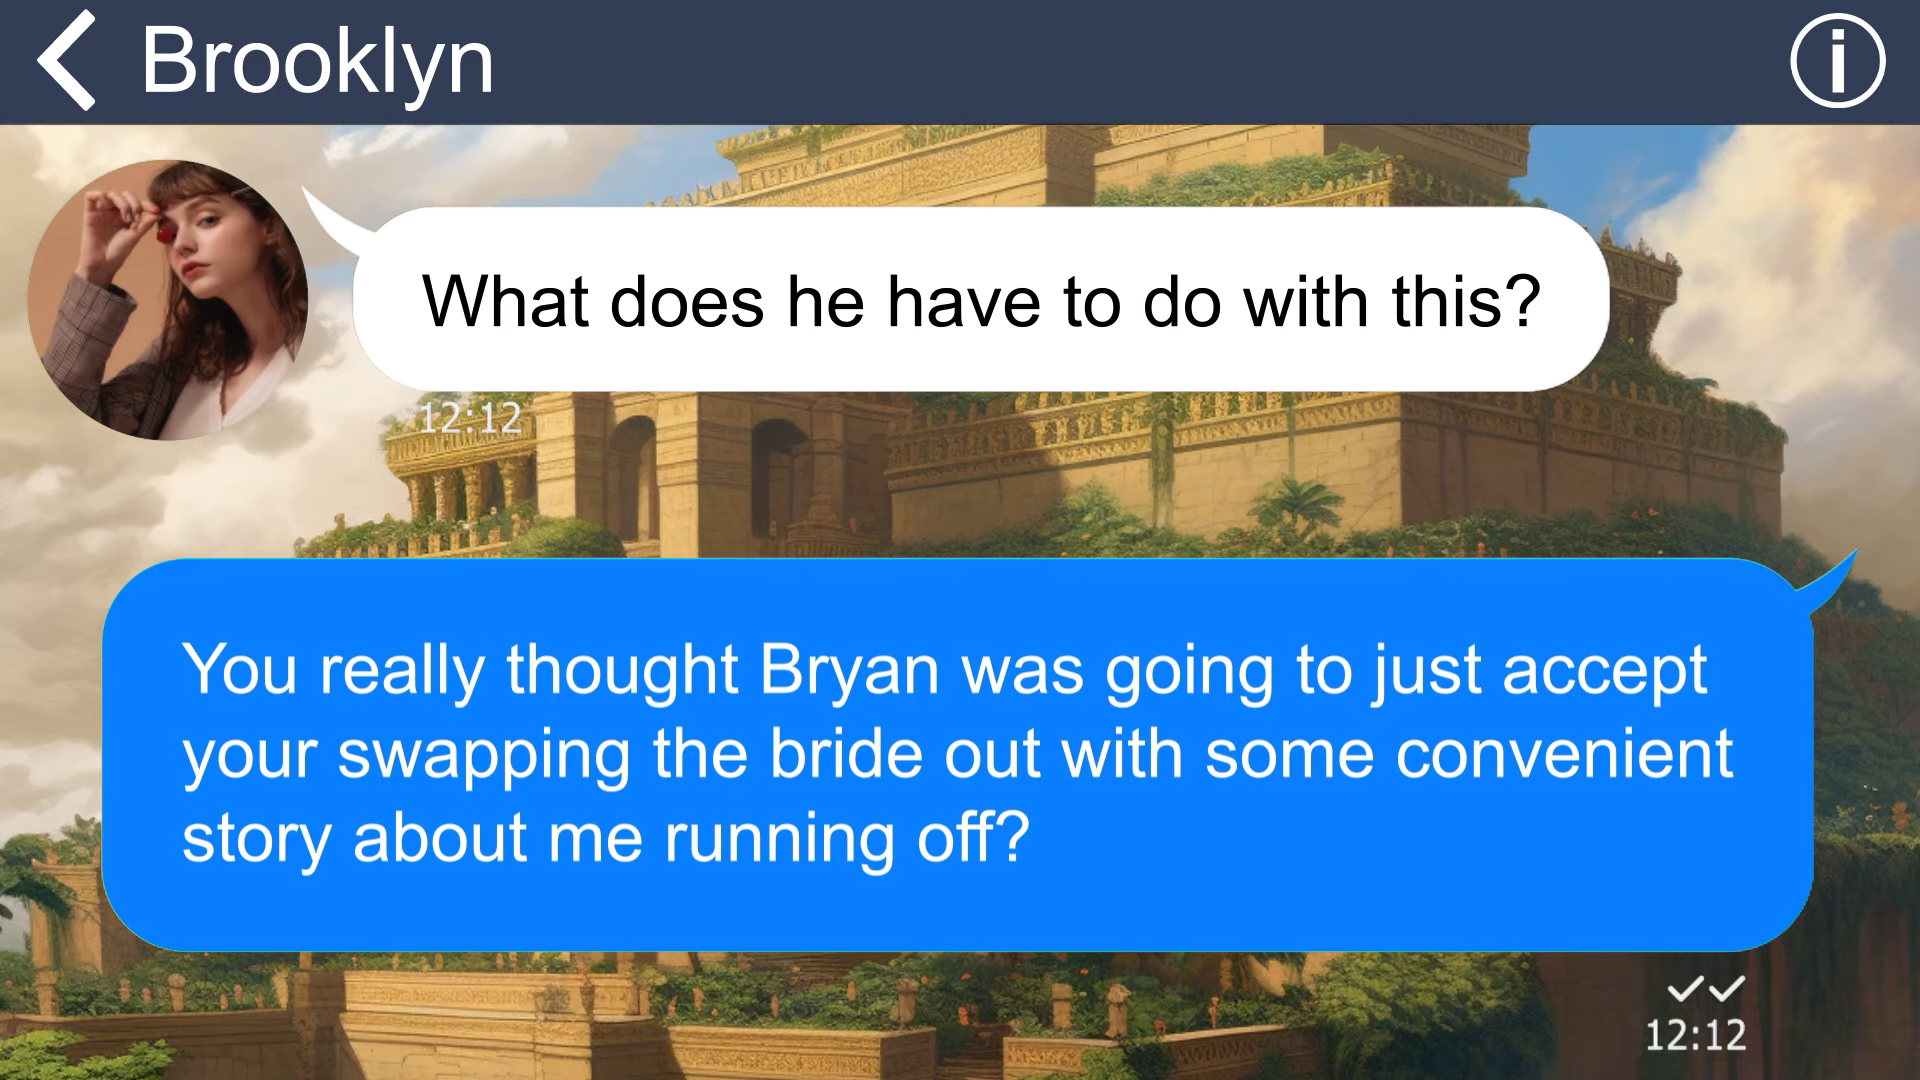 Brooklyn
What does he have to do with this?
12:12
You really thought Bryan was going to just accept
your swapping the bride out with some convenient
story about me running off?
12:12